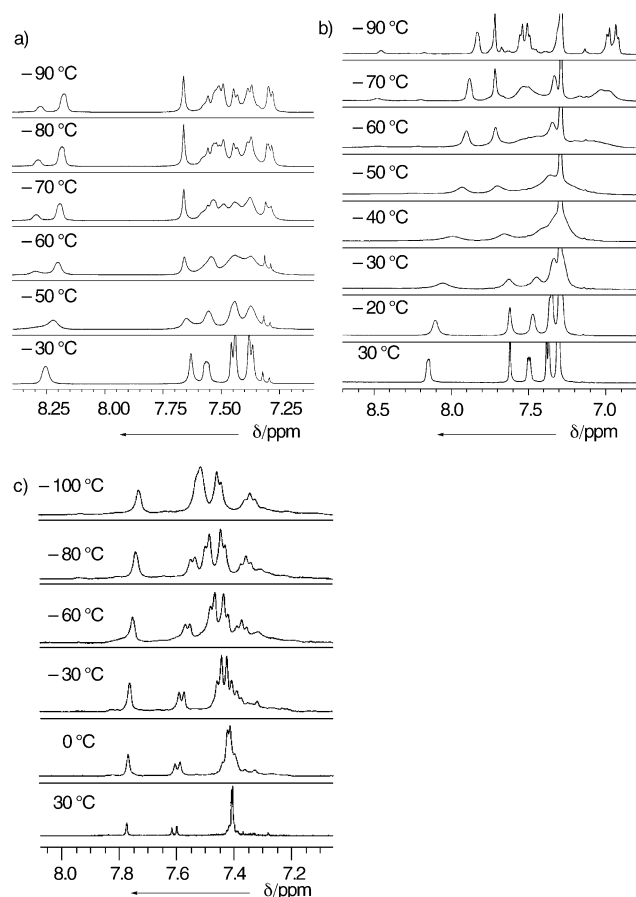 a)
−90 °C
−80 °C
−70 °C
−60 °C
−50 °C
−30 °C
8.25 8.00 7.75 7.50 7.25
δ/ppm
b)
−90 °C
−70 °C
−60 °C
−50 °C
−40 °C
−30 °C
−20 °C
30 °C
8.5 8.0 7.5 7.0
δ/ppm
c)
−100 °C
−80 °C
−60 °C
−30 °C
0 °C
30 °C
8.0 7.8 7.6 7.4 7.2
δ/ppm